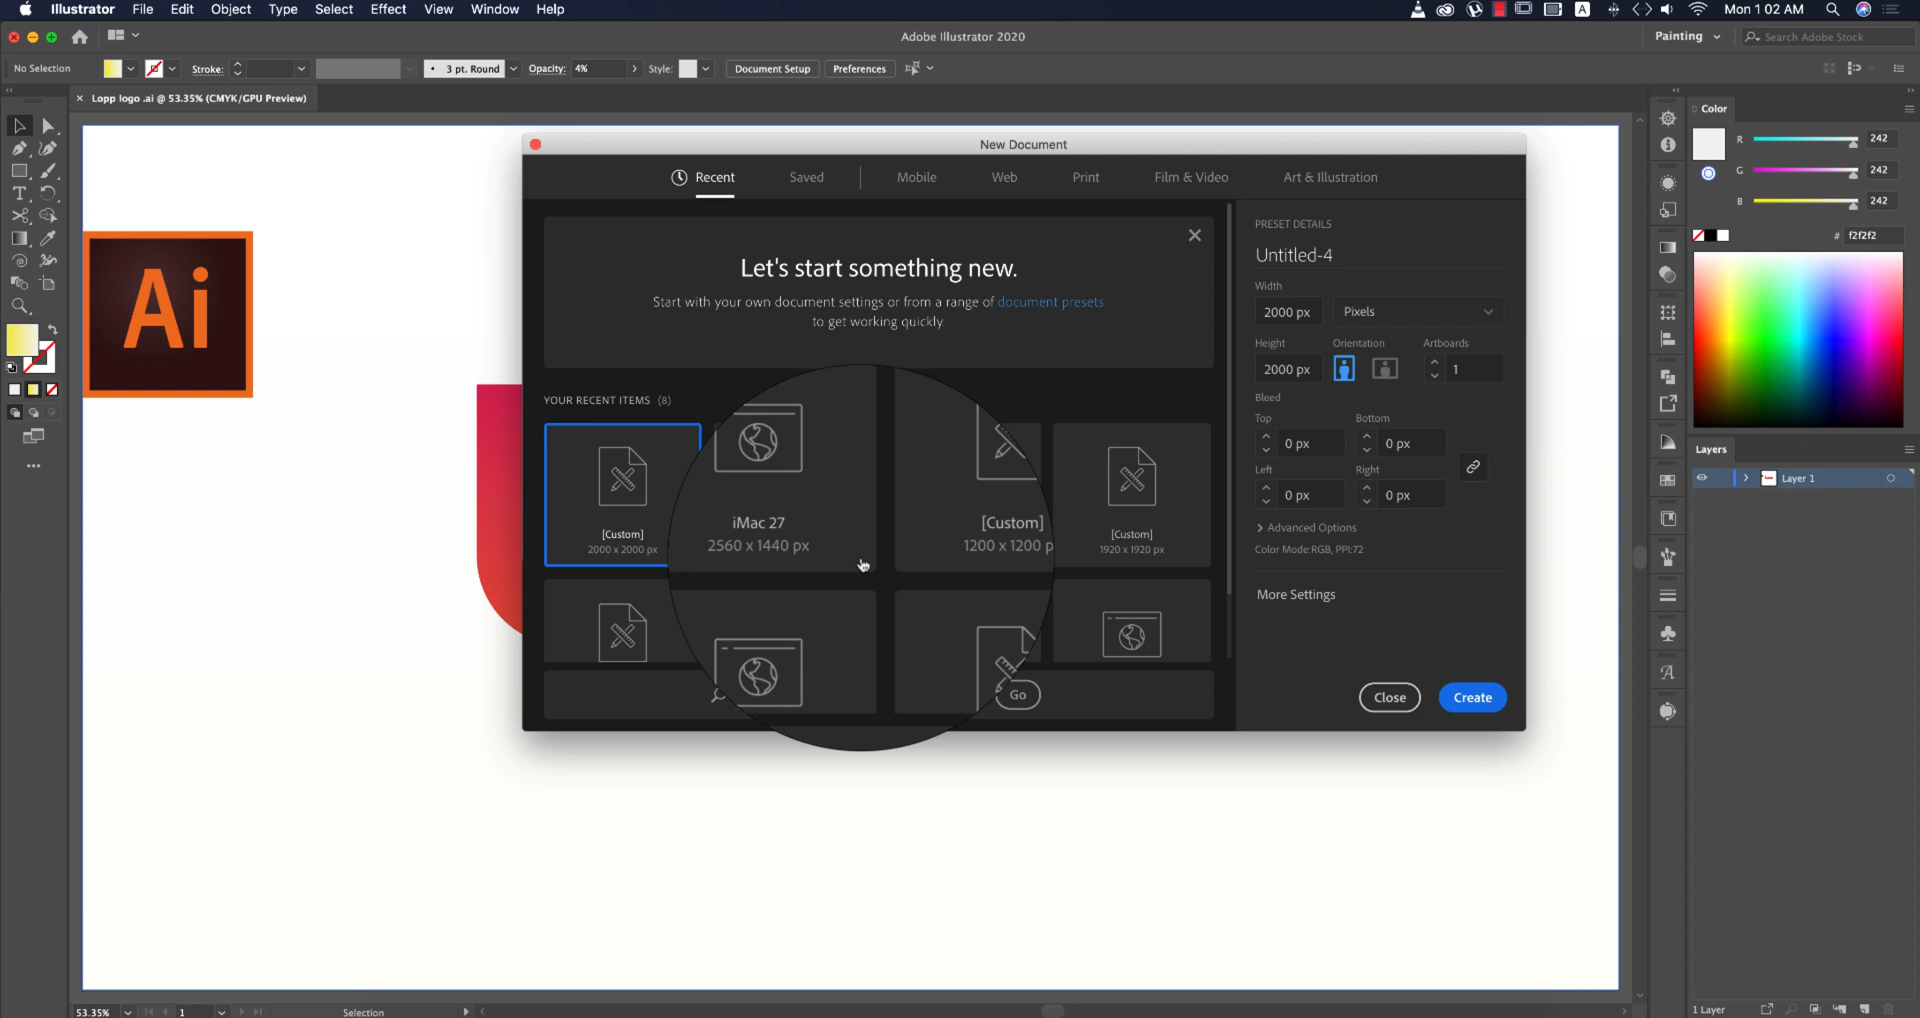 Illustrator File Edit Object Type Select Effect View Window Help
A Mon 1 02 AM
Adobe Illustrator 2020
Painting
Search Adobe Stock
No Selection Stroke: 3 pt. Round Opacity: 4% Style: Document Setup Preferences
Lopp logo .ai @ 53.35% (CMYK/GPU Preview)
Ai
New Document
Recent Saved Mobile Web Print Film & Video Art & Illustration
Let's start something new.
Start with your own document settings or from a range of document presets
to get working quickly.
YOUR RECENT ITEMS (8)
[Custom]
2000 x 2000 px
iMac 27
2560 x 1440 px
[Custom]
1200 x 1200 p
[Custom]
1920 x 1920 px
Go
PRESET DETAILS
Untitled-4
Width
2000 px Pixels
Height Orientation Artboards
2000 px 1
Bleed
Top Bottom
0 px 0 px
Left Right
0 px 0 px
Advanced Options
Color Mode:RGB, PPI:72
More Settings
Close Create
Color
R 242
G 242
B 242
# f2f2f2
Layers
Layer 1
1 Layer
53.35% 1 Selection